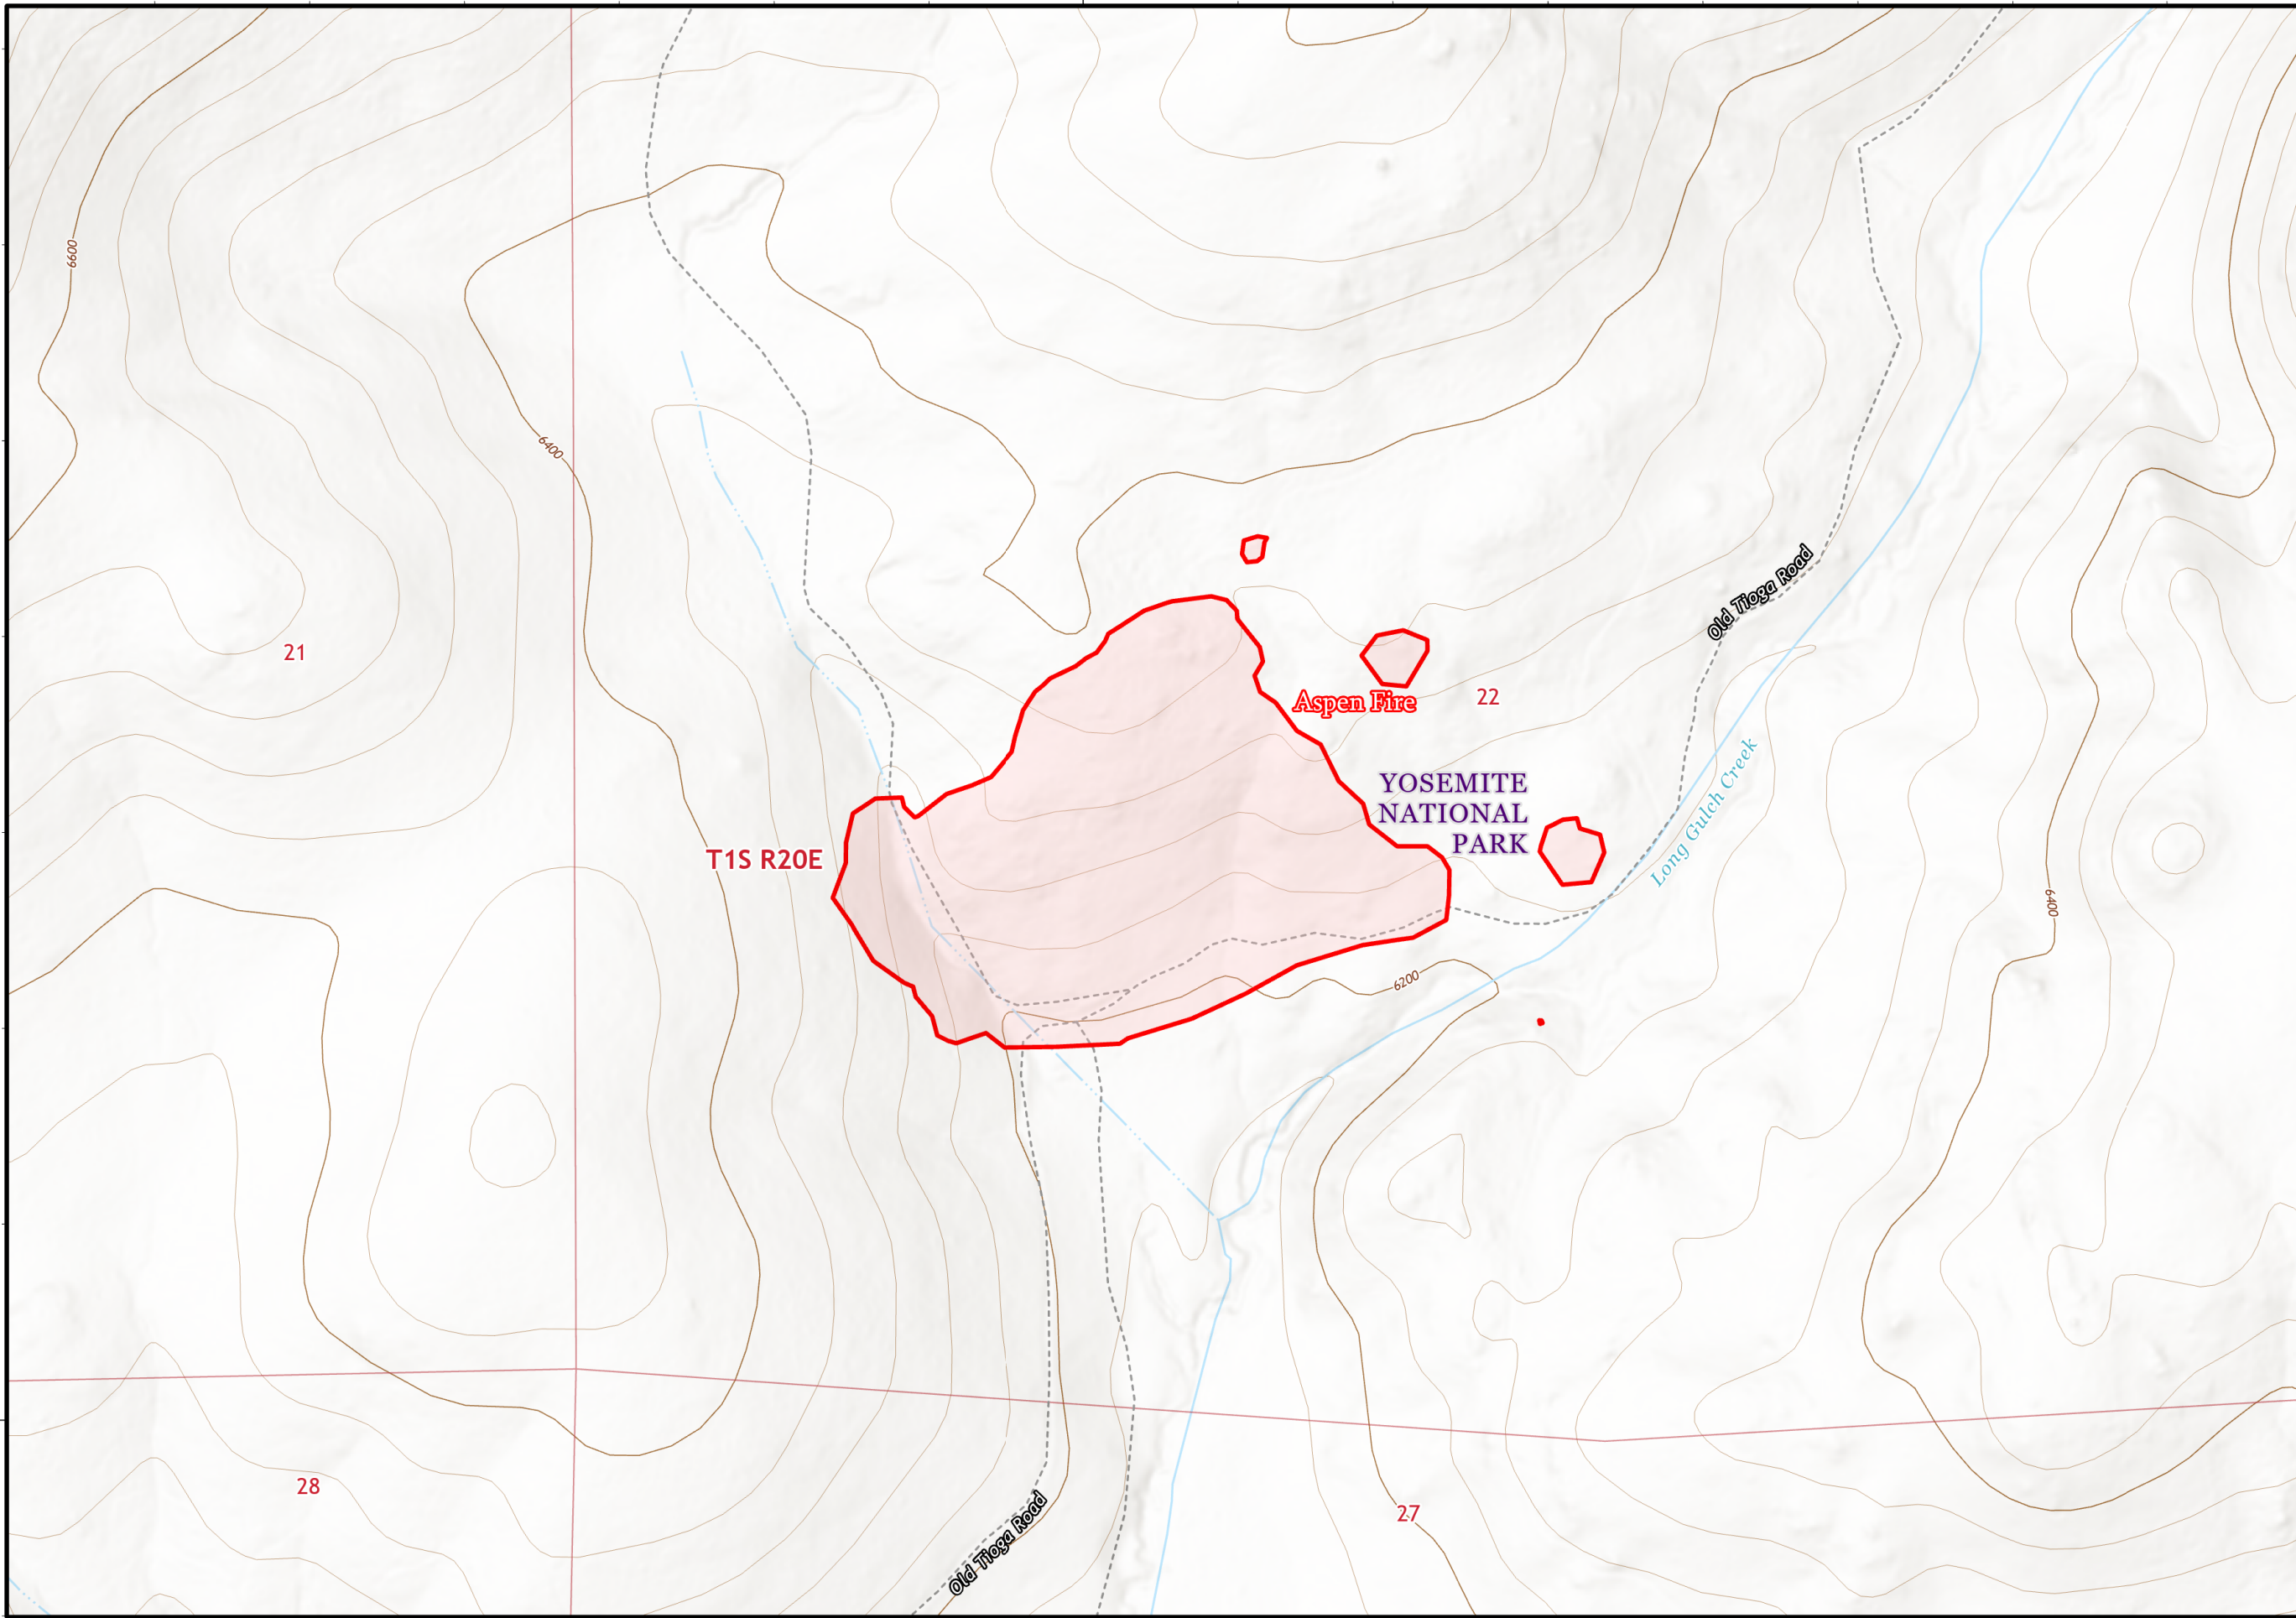 6600
6400
Old Tioga Road
21
22
Aspen Fire
YOSEMITE
NATIONAL
PARK
Long Gulch Creek
T1S R20E
6400
6200
28
27
Old Tioga Road